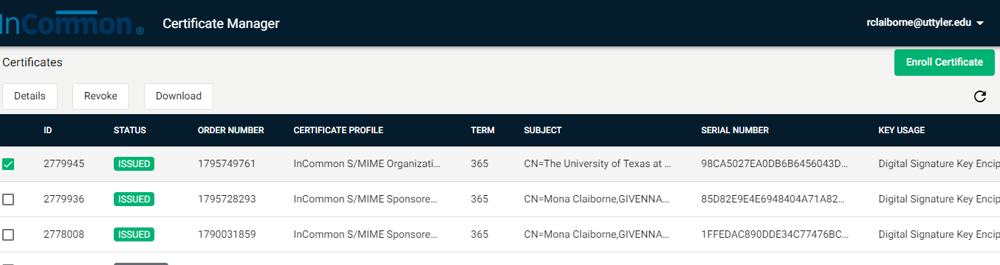 InCommon®
Certificate Manager
rclaiborne@uttyler.edu
Certificates
Enroll Certificate
Details Revoke Download
ID STATUS ORDER NUMBER CERTIFICATE PROFILE TERM SUBJECT SERIAL NUMBER KEY USAGE
2779945 ISSUED 1795749761 InCommon S/MIME Organizati... 365 CN=The University of Texas at ... 98CA5027EA0DB6B6456043D... Digital Signature Key Encip
2779936 ISSUED 1795728293 InCommon S/MIME Sponsore... 365 CN=Mona Claiborne,GIVENNA... 85D82E9E4E6948404A71A82... Digital Signature Key Encip
2778008 ISSUED 1790031859 InCommon S/MIME Sponsore... 365 CN=Mona Claiborne,GIVENNA... 1FFEDAC890DDE34C77476BC... Digital Signature Key Encip